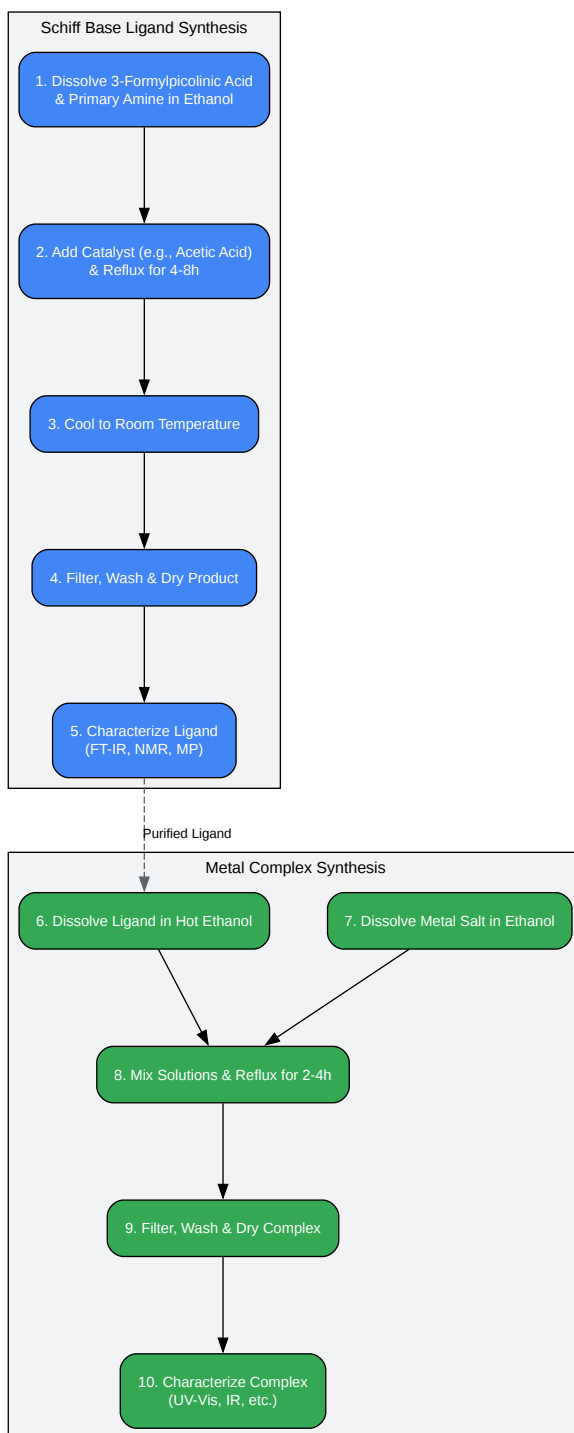 Schiff Base Ligand Synthesis
1. Dissolve 3-Formylpicolinic Acid
& Primary Amine in Ethanol
2. Add Catalyst (e.g., Acetic Acid)
& Reflux for 4-8h
3. Cool to Room Temperature
4. Filter, Wash & Dry Product
5. Characterize Ligand
(FT-IR, NMR, MP)
Purified Ligand
Metal Complex Synthesis
6. Dissolve Ligand in Hot Ethanol
7. Dissolve Metal Salt in Ethanol
8. Mix Solutions & Reflux for 2-4h
9. Filter, Wash & Dry Complex
10. Characterize Complex
(UV-Vis, IR, etc.)